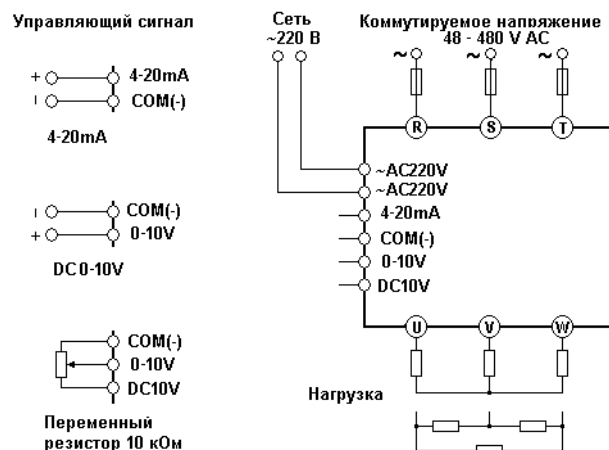 Управляющий сигнал
+
4-20mA
-
COM(-)
4-20mA
-
COM(-)
+
0-10V
DC 0-10V
COM(-)
0-10V
DC10V
Переменный
резистор 10 кОм
Сеть
~220 В
Коммутируемое напряжение
48 - 480 V AC
~ ~ ~
R S T
~AC220V
~AC220V
4-20mA
COM(-)
0-10V
DC10V
U V W
Нагрузка